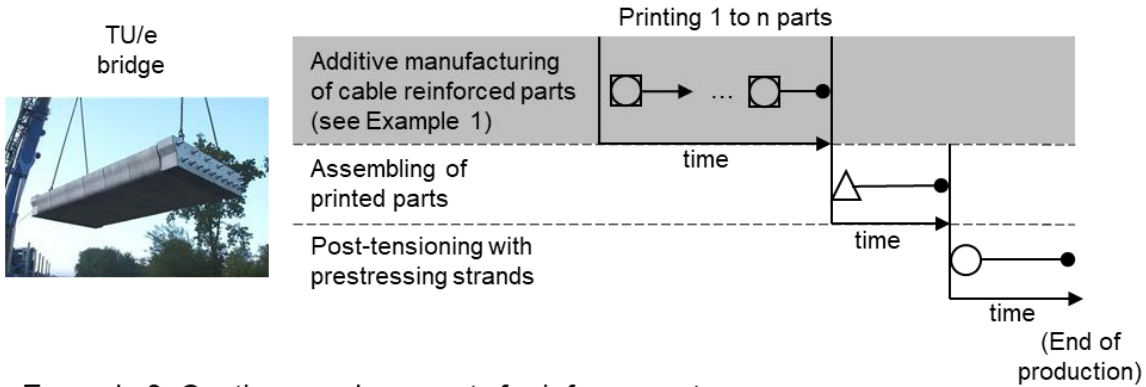 Printing 1 to n parts
TU/e
bridge
Additive manufacturing
of cable reinforced parts
(see Example 1)
...
time
Assembling of
printed parts
time
Post-tensioning with
prestressing strands
time
(End of
production)